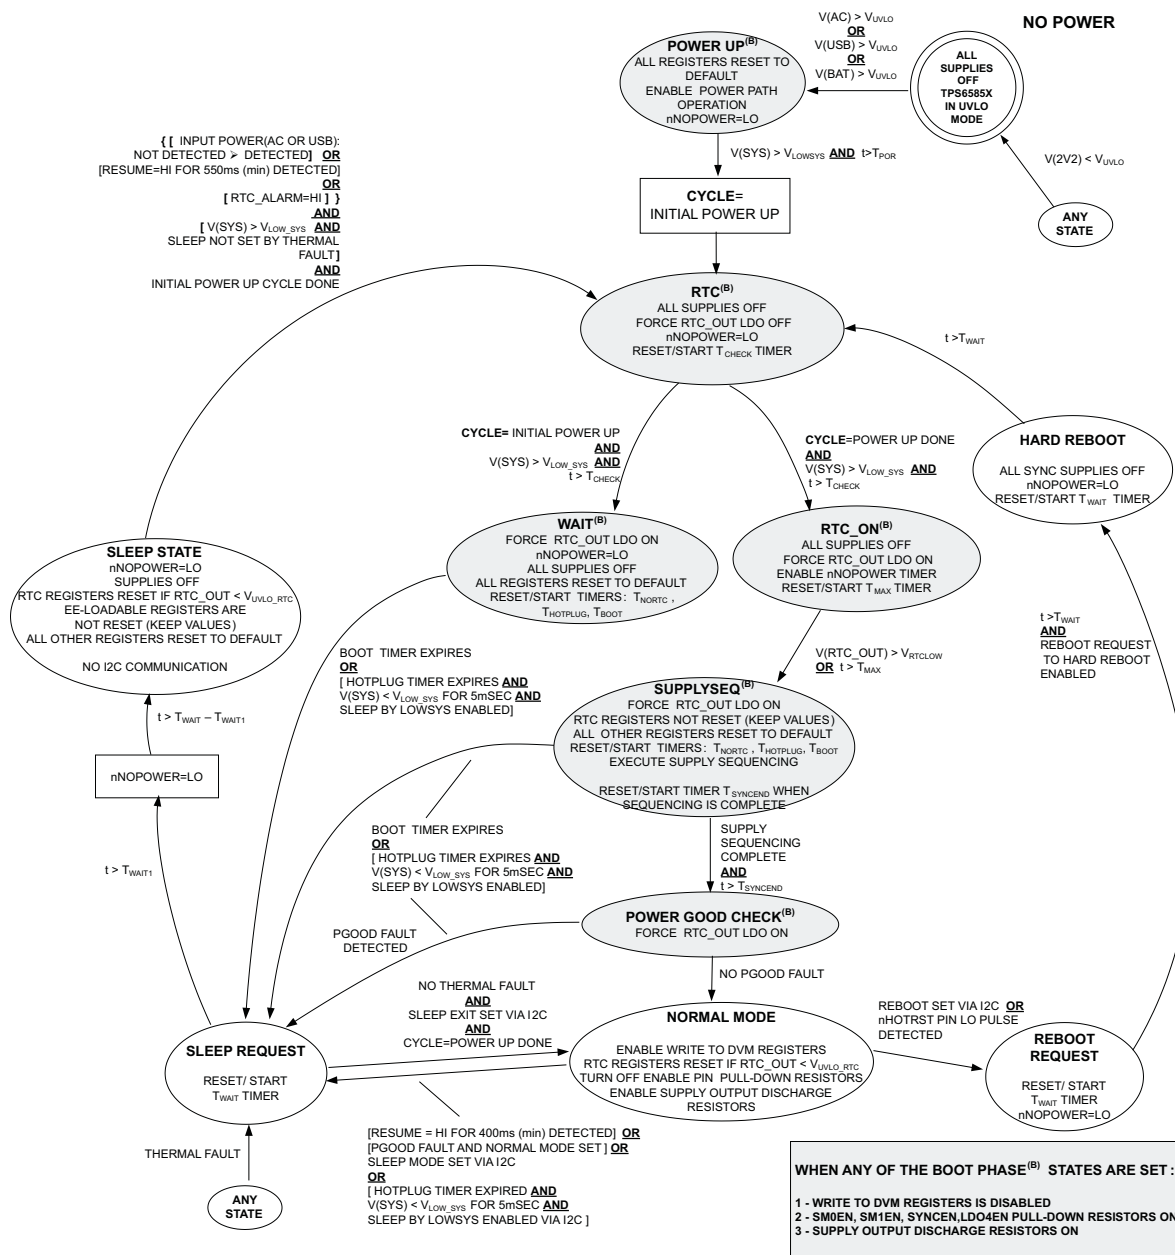 NO POWER
V(AC) > VUVLO
OR
V(USB) > VUVLO
OR
V(BAT) > VUVLO
POWER UP(B)
ALL REGISTERS RESET TO
DEFAULT
ENABLE POWER PATH
OPERATION
nNOPOWER=LO
ALL
SUPPLIES
OFF
TPS6585X
IN UVLO
MODE
V(2V2) < VUVLO
ANY
STATE
V(SYS) > VLOWSYS AND t>TPOR
CYCLE=
INITIAL POWER UP
{ [ INPUT POWER(AC OR USB):
NOT DETECTED ➢ DETECTED] OR
[RESUME=HI FOR 550ms (min) DETECTED]
OR
[ RTC_ALARM=HI ] }
AND
[ V(SYS) > VLOW_SYS AND
SLEEP NOT SET BY THERMAL
FAULT]
AND
INITIAL POWER UP CYCLE DONE
RTC(B)
ALL SUPPLIES OFF
FORCE RTC_OUT LDO OFF
nNOPOWER=LO
RESET/START TCHECK TIMER
t >TWAIT
CYCLE= INITIAL POWER UP
AND
V(SYS) > VLOW_SYS AND
t > TCHECK
CYCLE=POWER UP DONE
AND
V(SYS) > VLOW_SYS AND
t > TCHECK
HARD REBOOT
ALL SYNC SUPPLIES OFF
nNOPOWER=LO
RESET/START TWAIT TIMER
WAIT(B)
FORCE RTC_OUT LDO ON
nNOPOWER=LO
ALL SUPPLIES OFF
ALL REGISTERS RESET TO DEFAULT
RESET/START TIMERS: TNORTC ,
THOTPLUG, TBOOT
RTC_ON(B)
ALL SUPPLIES OFF
FORCE RTC_OUT LDO ON
ENABLE nNOPOWER TIMER
RESET/START TMAX TIMER
SLEEP STATE
nNOPOWER=LO
SUPPLIES OFF
RTC REGISTERS RESET IF RTC_OUT < VUVLO_RTC
EE-LOADABLE REGISTERS ARE
NOT RESET (KEEP VALUES)
ALL OTHER REGISTERS RESET TO DEFAULT
NO I2C COMMUNICATION
t >TWAIT
AND
REBOOT REQUEST
TO HARD REBOOT
ENABLED
V(RTC_OUT) > VRTCLOW
OR t > TMAX
BOOT TIMER EXPIRES
OR
[ HOTPLUG TIMER EXPIRES AND
V(SYS) < VLOW_SYS FOR 5mSEC AND
SLEEP BY LOWSYS ENABLED]
SUPPLYSEQ(B)
FORCE RTC_OUT LDO ON
RTC REGISTERS NOT RESET (KEEP VALUES)
ALL OTHER REGISTERS RESET TO DEFAULT
RESET/START TIMERS: TNORTC , THOTPLUG, TBOOT
EXECUTE SUPPLY SEQUENCING
RESET/START TIMER TSYNCEND WHEN
SEQUENCING IS COMPLETE
t > TWAIT – TWAIT1
nNOPOWER=LO
t > TWAIT1
BOOT TIMER EXPIRES
OR
[ HOTPLUG TIMER EXPIRES AND
V(SYS) < VLOW_SYS FOR 5mSEC AND
SLEEP BY LOWSYS ENABLED]
SUPPLY
SEQUENCING
COMPLETE
AND
t > TSYNCEND
POWER GOOD CHECK(B)
FORCE RTC_OUT LDO ON
PGOOD FAULT
DETECTED
NO PGOOD FAULT
NO THERMAL FAULT
AND
SLEEP EXIT SET VIA I2C
AND
CYCLE=POWER UP DONE
NORMAL MODE
ENABLE WRITE TO DVM REGISTERS
RTC REGISTERS RESET IF RTC_OUT < VUVLO_RTC
TURN OFF ENABLE PIN PULL-DOWN RESISTORS
ENABLE SUPPLY OUTPUT DISCHARGE
RESISTORS
REBOOT SET VIA I2C OR
nHOTRST PIN LO PULSE
DETECTED
REBOOT
REQUEST
RESET/ START
TWAIT TIMER
nNOPOWER=LO
SLEEP REQUEST
RESET/ START
TWAIT TIMER
THERMAL FAULT
ANY
STATE
[RESUME = HI FOR 400ms (min) DETECTED] OR
[PGOOD FAULT AND NORMAL MODE SET ] OR
SLEEP MODE SET VIA I2C
OR
[ HOTPLUG TIMER EXPIRED AND
V(SYS) < VLOW_SYS FOR 5mSEC AND
SLEEP BY LOWSYS ENABLED VIA I2C ]
WHEN ANY OF THE BOOT PHASE(B) STATES ARE SET :
1 - WRITE TO DVM REGISTERS IS DISABLED
2 - SM0EN, SM1EN, SYNCEN,LDO4EN PULL-DOWN RESISTORS ON
3 - SUPPLY OUTPUT DISCHARGE RESISTORS ON